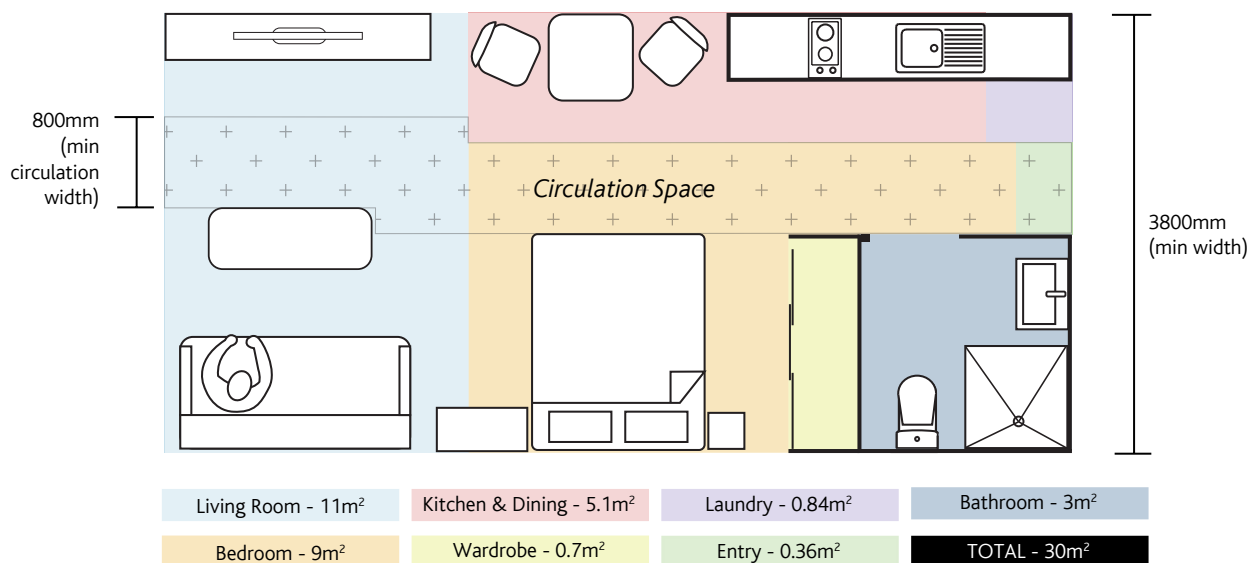 800mm
(min
circulation
width)
Circulation Space
3800mm
(min width)
Living Room - 11m²
Kitchen & Dining - 5.1m²
Laundry - 0.84m²
Bathroom - 3m²
Bedroom - 9m²
Wardrobe - 0.7m²
Entry - 0.36m²
TOTAL - 30m²